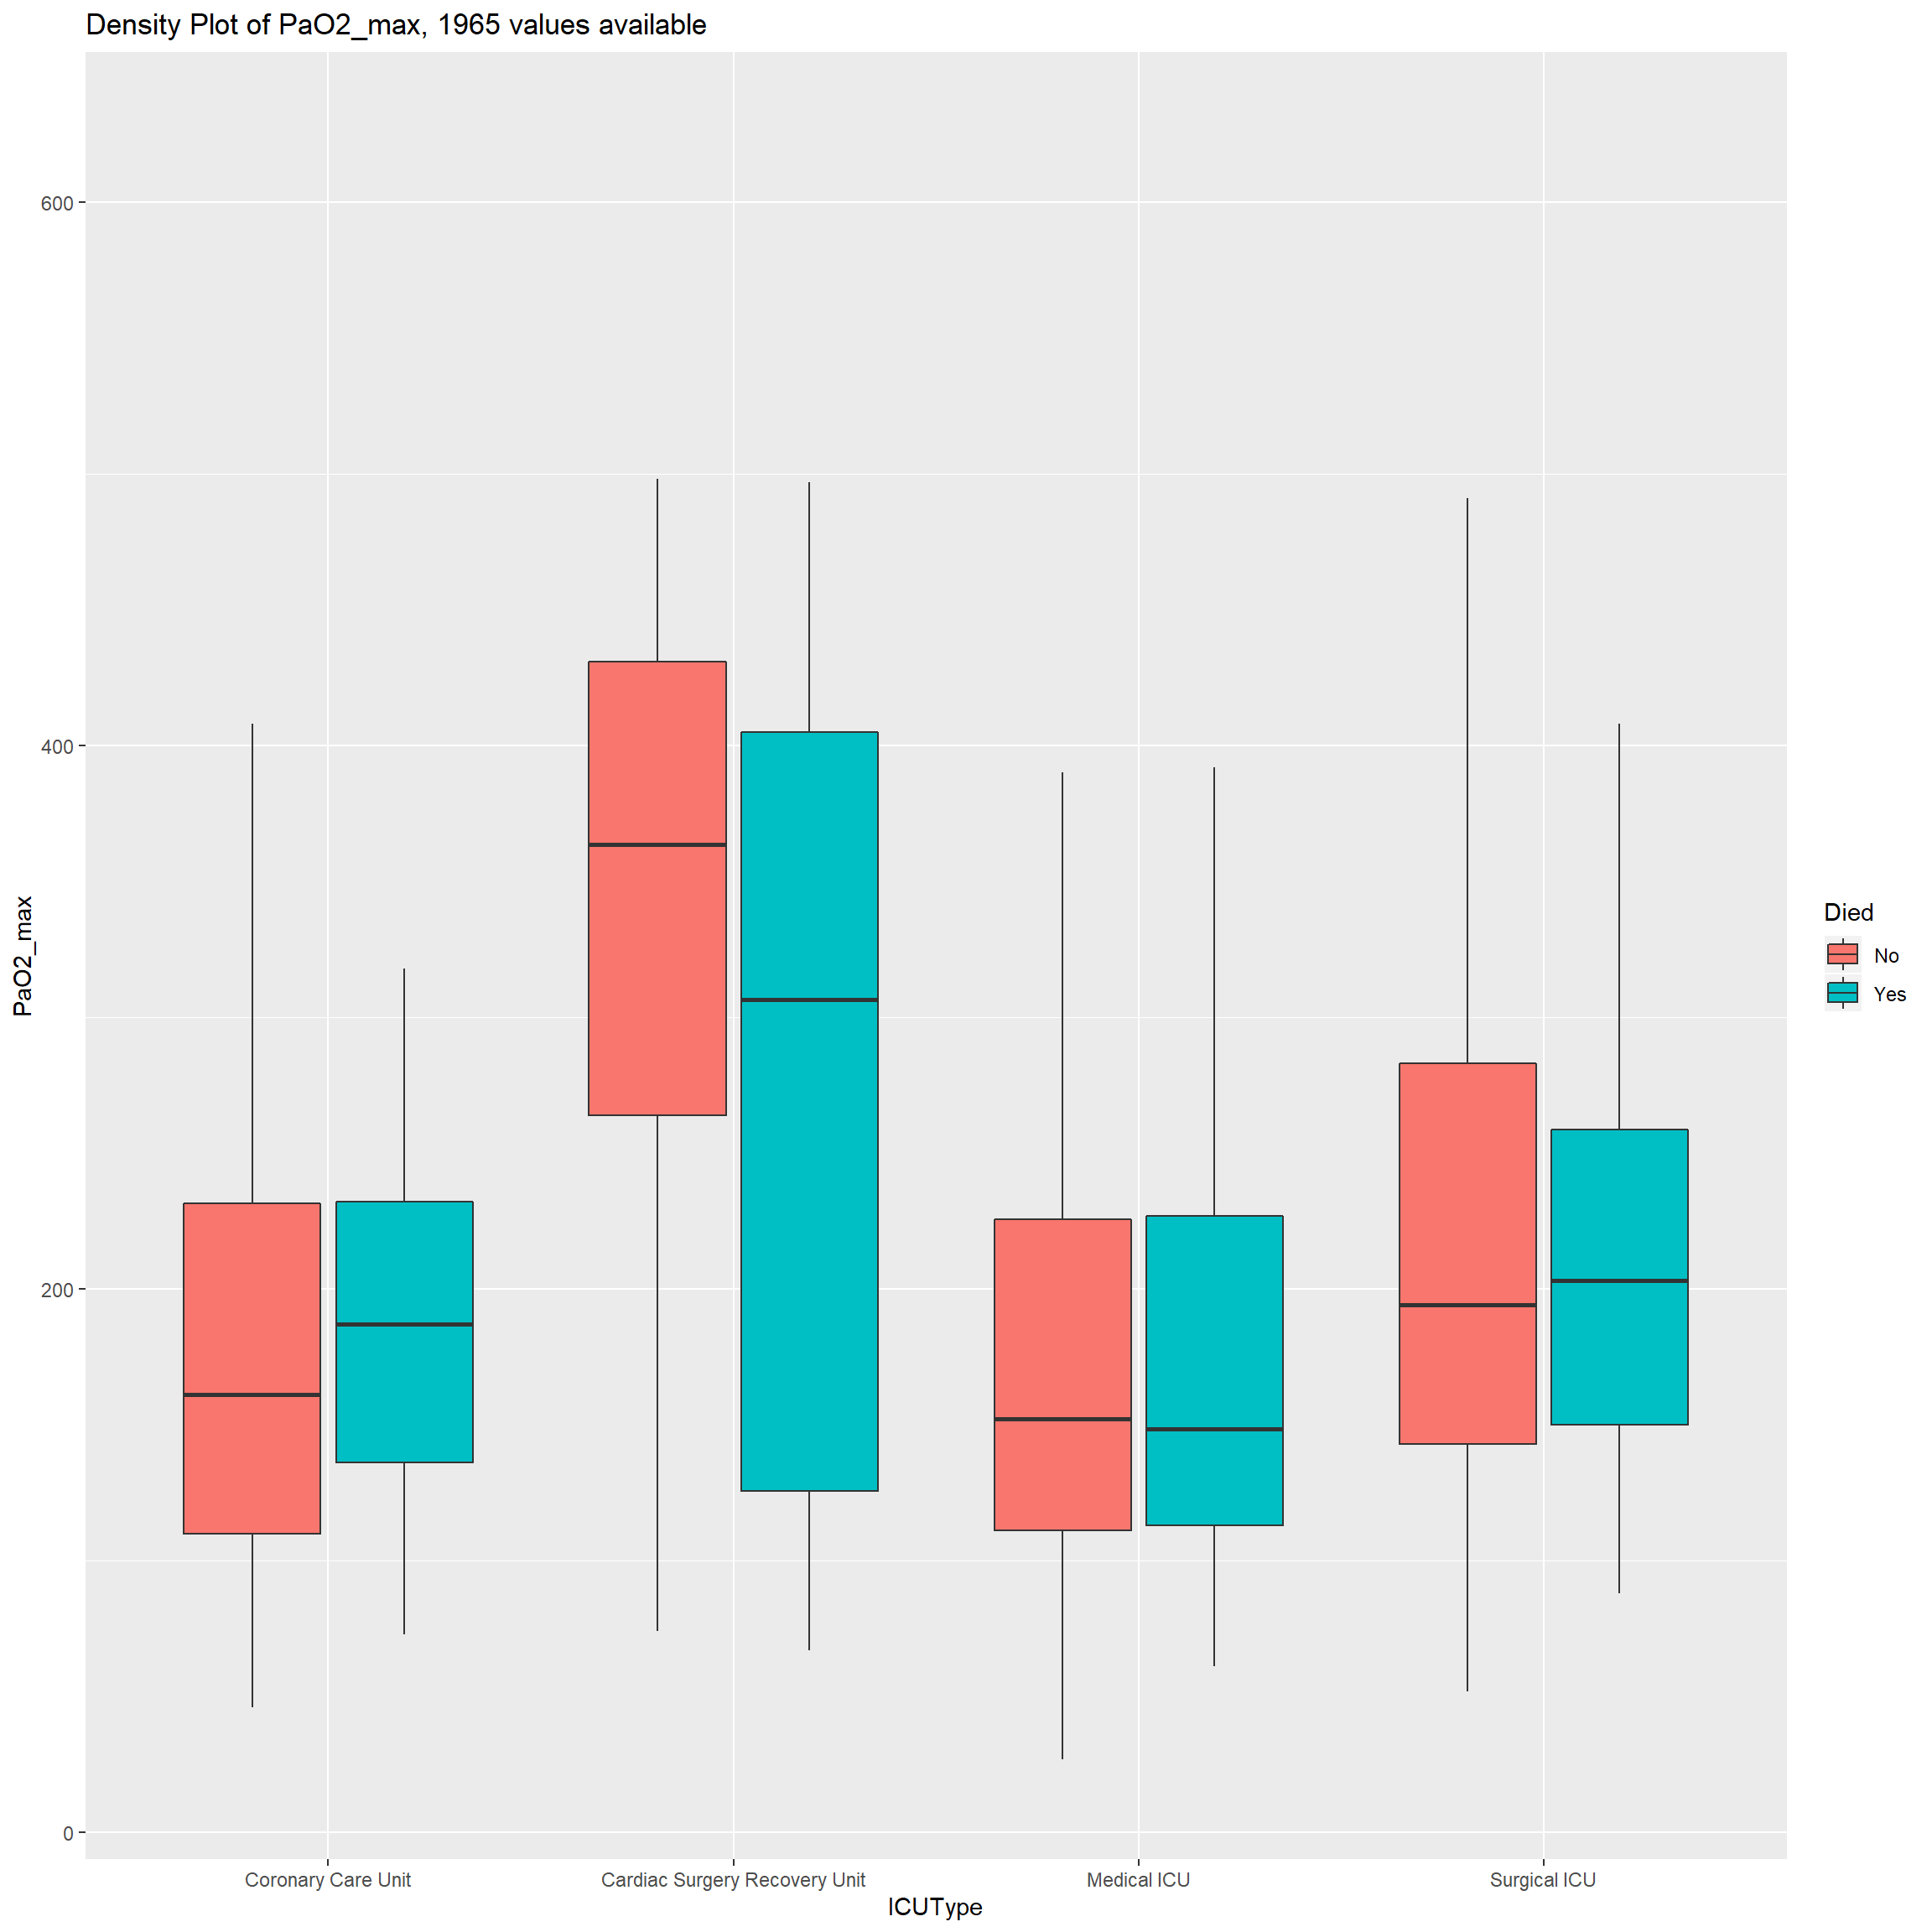 Density Plot of PaO2_max, 1965 values available
600
400
200
0
PaO2_max
Coronary Care Unit
Cardiac Surgery Recovery Unit
Medical ICU
Surgical ICU
ICUType
Died
No
Yes